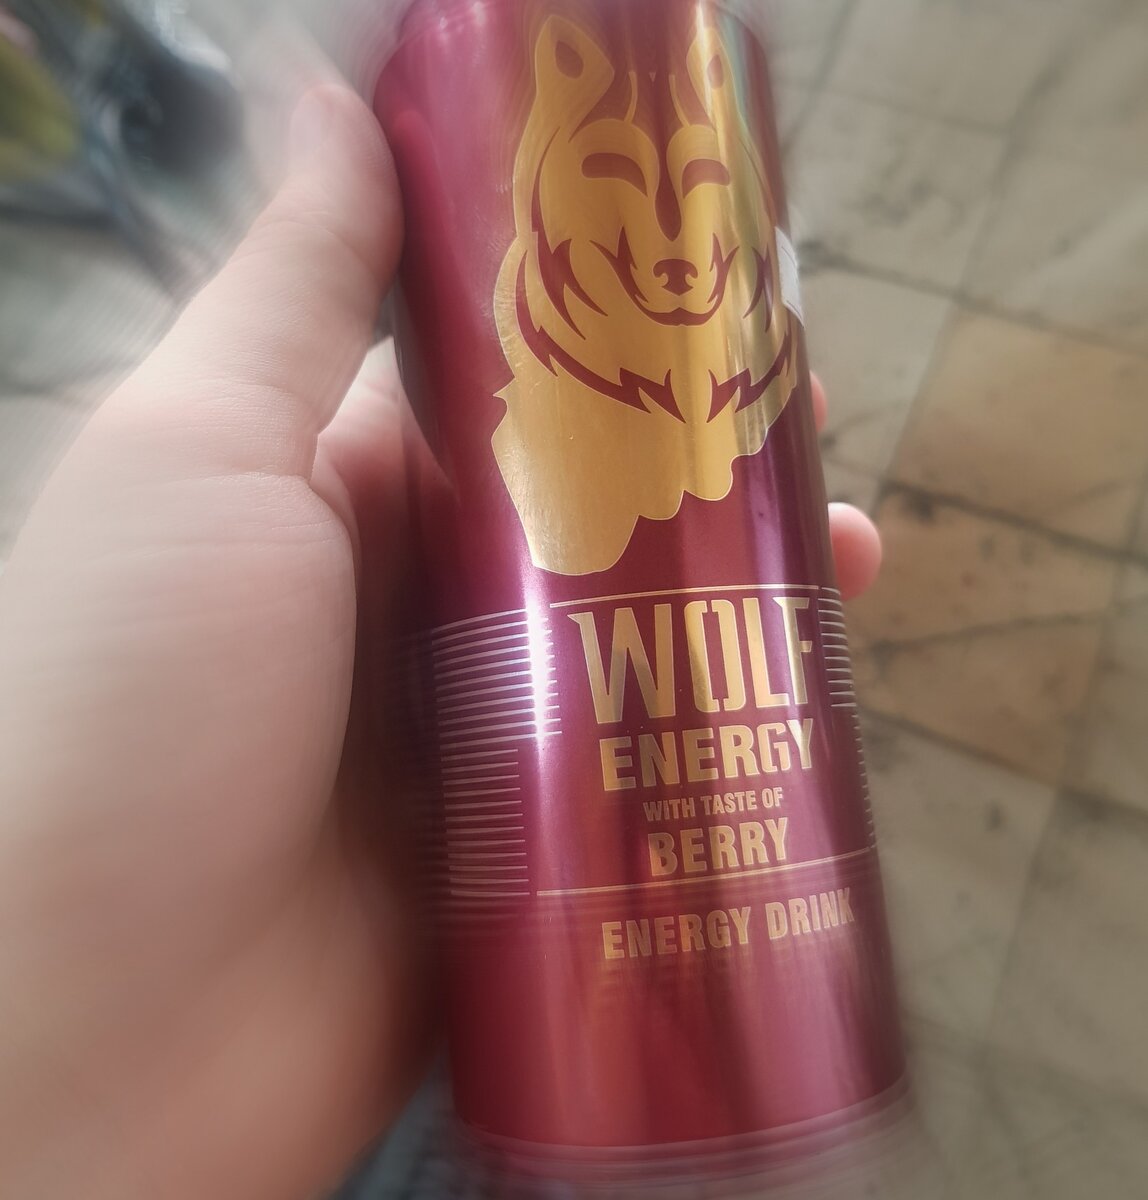 WOLF
ENERGY
WITH TASTE OF
BERRY
ENERGY DRINK